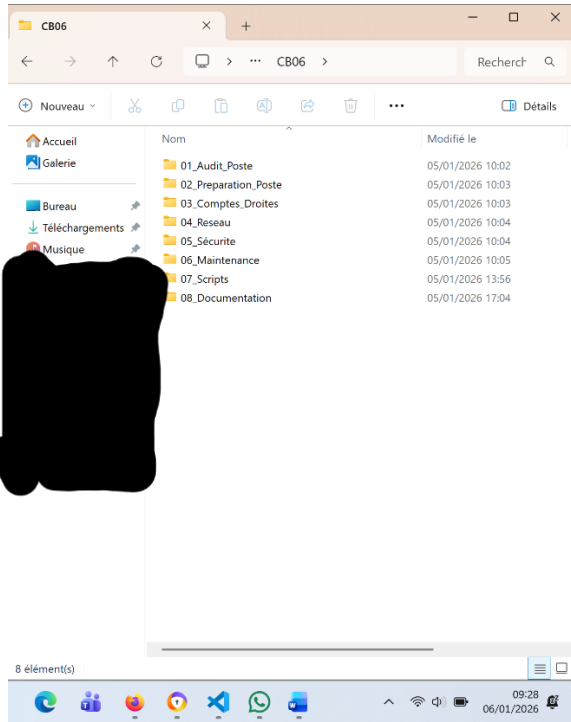 CB06
CB06
Recherch
Nouveau
Détails
Accueil
Galerie
Bureau
Téléchargements
Musique
Nom
Modifié le
01_Audit_Poste
05/01/2026 10:02
02_Preparation_Poste
05/01/2026 10:03
03_Comptes_Droites
05/01/2026 10:03
04_Reseau
05/01/2026 10:04
05_Sécurite
05/01/2026 10:04
06_Maintenance
05/01/2026 10:05
07_Scripts
05/01/2026 13:56
08_Documentation
05/01/2026 17:04
8 élément(s)
09:28
06/01/2026